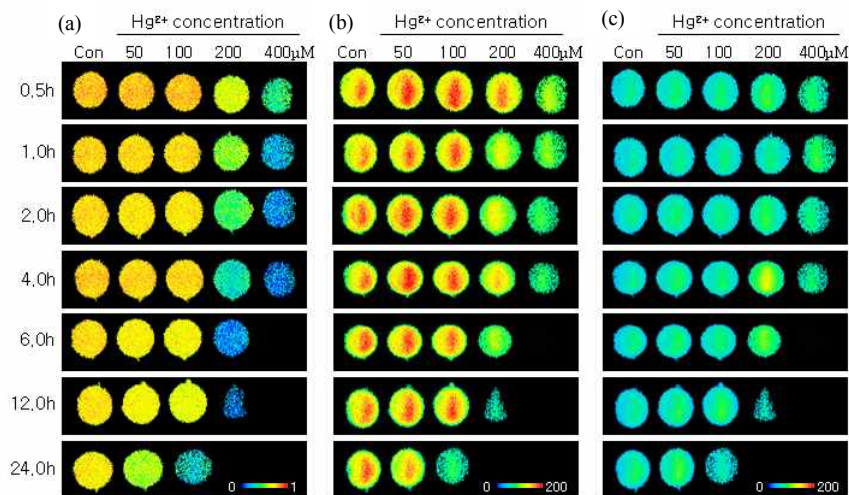 (a) Hg²⁺ concentration (b) Hg²⁺ concentration (c) Hg²⁺ concentration
Con 50 100 200 400μM Con 50 100 200 400μM Con 50 100 200 400μM
0.5h
1.0h
2.0h
4.0h
6.0h
12.0h
24.0h
0 1 0 200 0 200